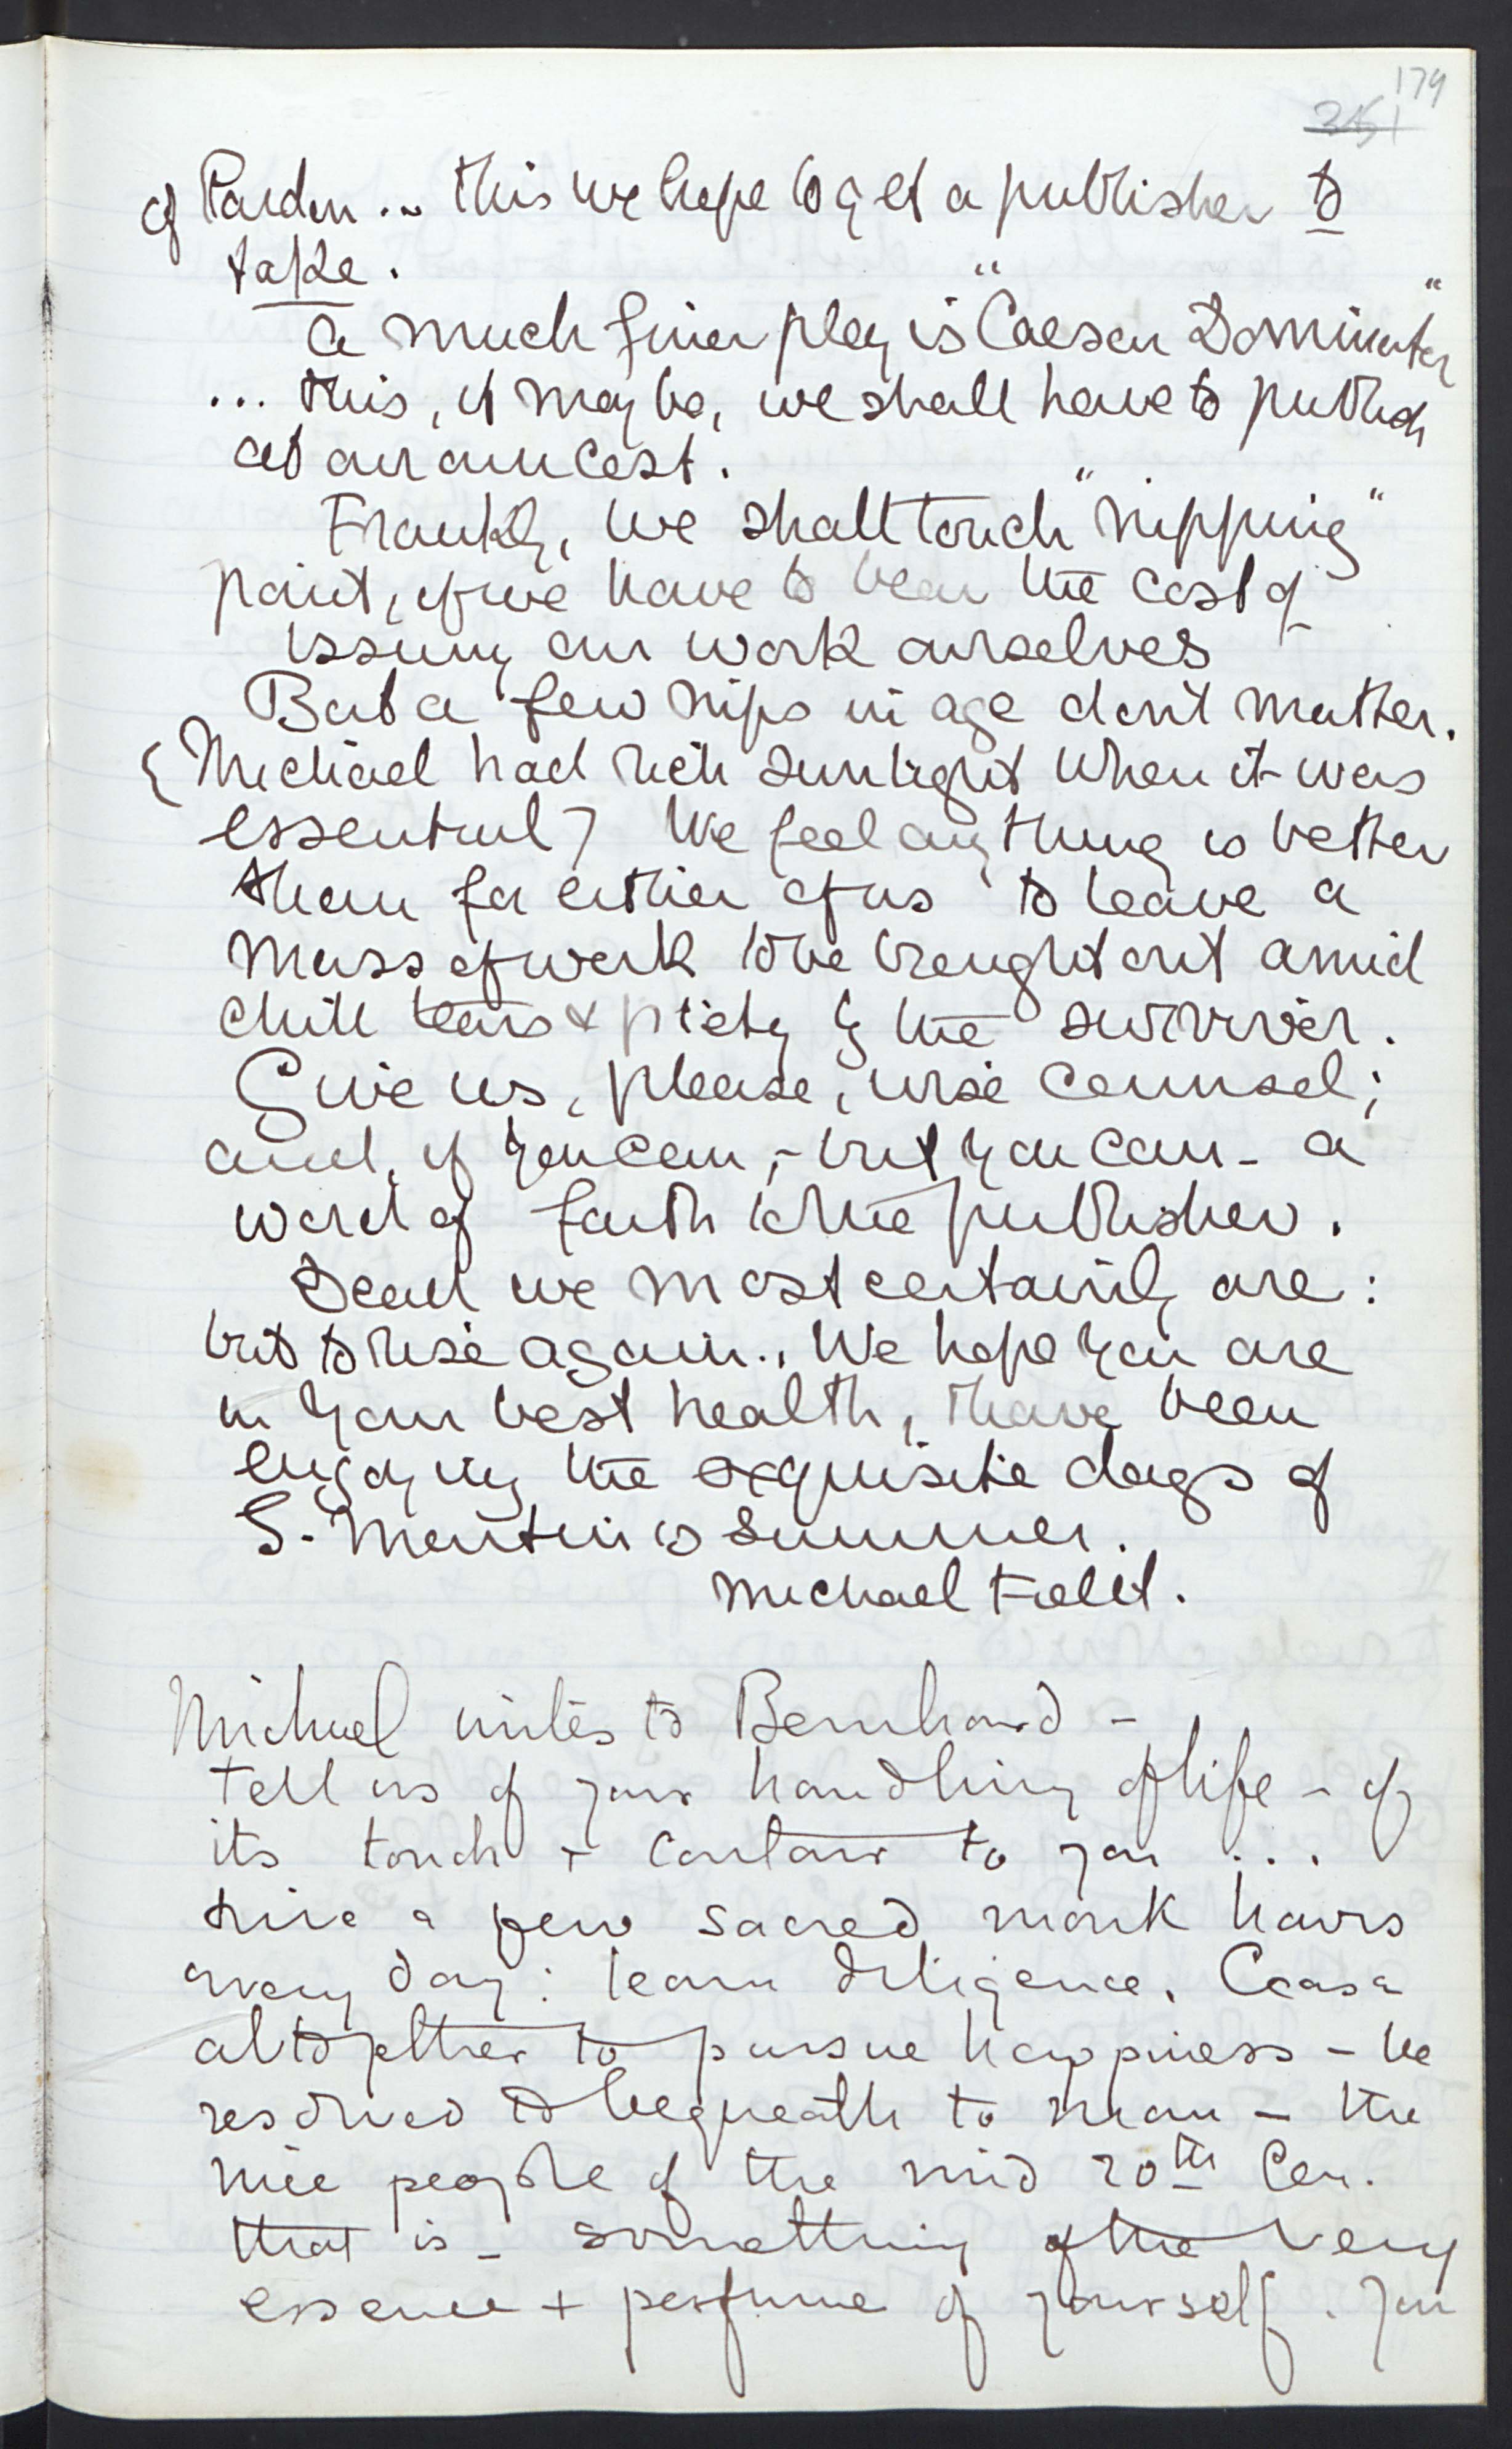 179
351
of Pardon... this we hope to get a publisher to
take.
A much finer play is "Caesar Dominator"
... this, it may be, we shall have to publish
at our own cost.
Frankly, we shall touch "nipping"
point, if we have to bear the cost of
issuing our work ourselves
But a few nips in age don't matter.
(Michael had rich sunlight when it was
essential) We feel anything is better
than for either of us to leave a
mass of work to be brought out amid
chill tears & piety by the survivor.
Give us, please, wise counsel;
and, if you can, - but you can - a
word of faith to the publisher.
Dead we most certainly are:
but to rise again.. We hope you are
in your best health, & have been
enjoying the exquisite days of
S. Martin's summer.
Michael Field.
Michael writes to Bernhard -
Tell us of your handling of life - of
its touch & contour to you ...
a few sacred work hours
every day: learn diligence. Cease
altogether to pursue happiness - be
resolved to bequeath to man - the
nice people of the mid 20th Cen.
that is - something of the very
essence + perfume of yourself. You